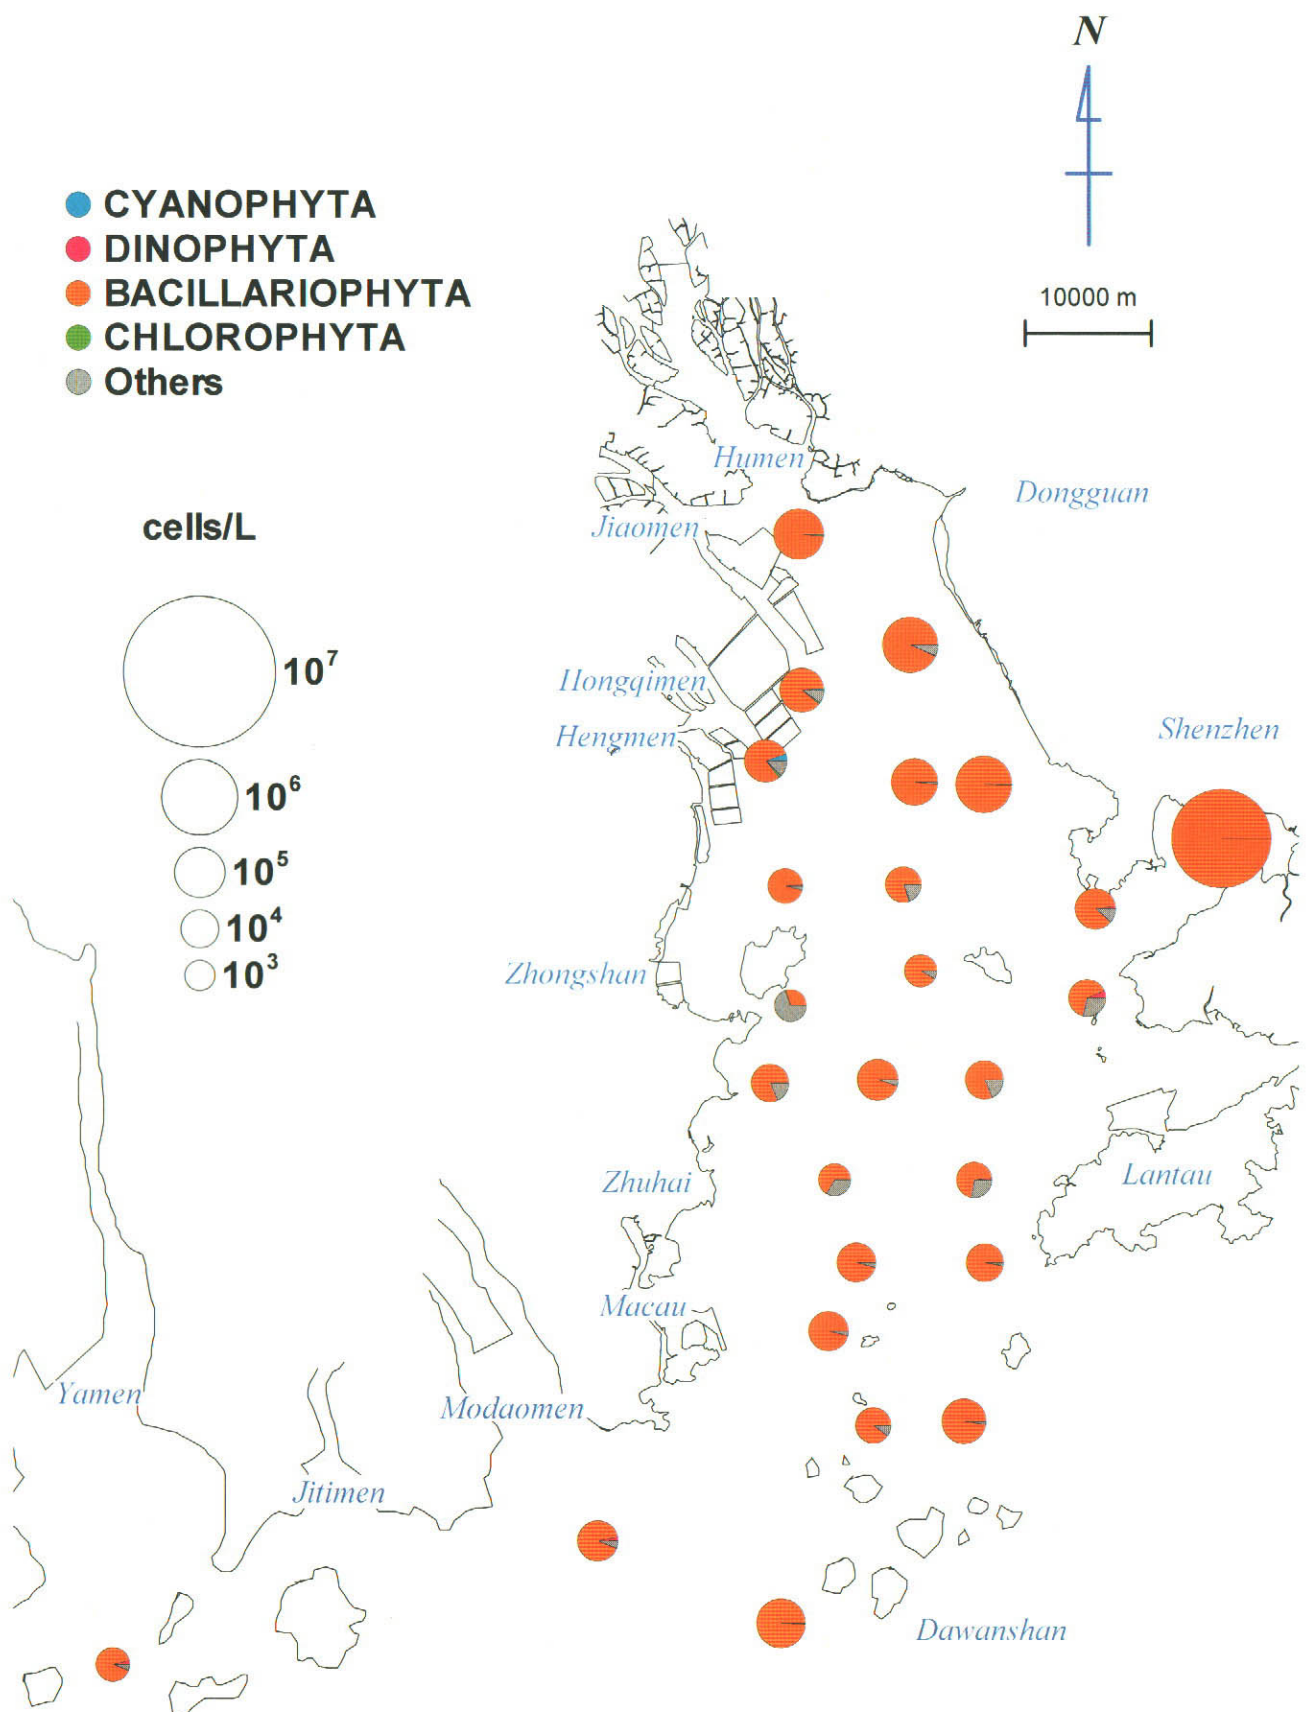 N
CYANOPHYTA
DINOPHYTA
BACILLARIOPHYTA
CHLOROPHYTA
Others
10000 m
Humen
Dongguan
cells/L
Jiaomen
10⁷
Hongqimen
Hengmen
Shenzhen
10⁶
10⁵
10⁴
10³
Zhongshan
Zhuhai
Lantau
Macau
Yamen
Modaomen
Jitimen
Dawanshan